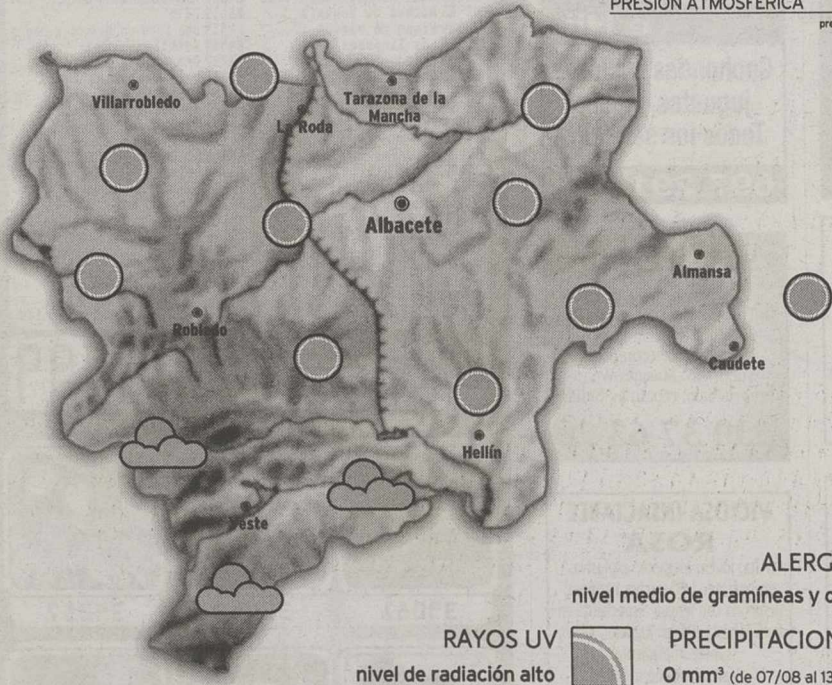 PRESIÓN ATMOSFÉRICA
Villarrobledo
La Roda
Tarazona de la
Mancha
Albacete
Almansa
Robledo
Caudete
Hellín
Yeste
ALERG
nivel medio de gramíneas y
RAYOS UV
nivel de radiación alto
PRECIPITACION
0 mm³ (de 07/08 al 13